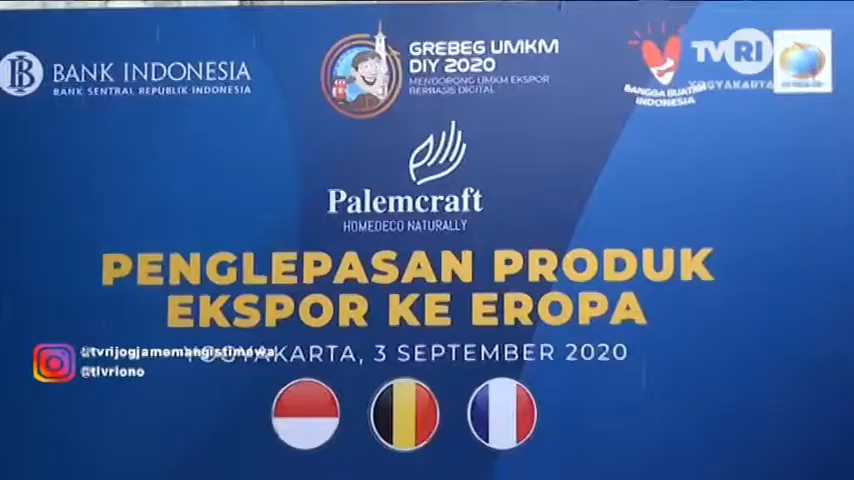 BANK INDONESIA
BANK SENTRAL REPUBLIK INDONESIA
GREBEG UMKM
DIY 2020
MENDORONG UMKM EKSPOR
BERBASIS DIGITAL
BANGGA BUATAN
INDONESIA
TVRI
YOGYAKARTA
Palemcraft
HOMEDECO NATURALLY
PENGLEPASAN PRODUK
EKSPOR KE EROPA
YOGYAKARTA, 3 SEPTEMBER 2020
@tvrijogjamemangistimewa
@tivriono